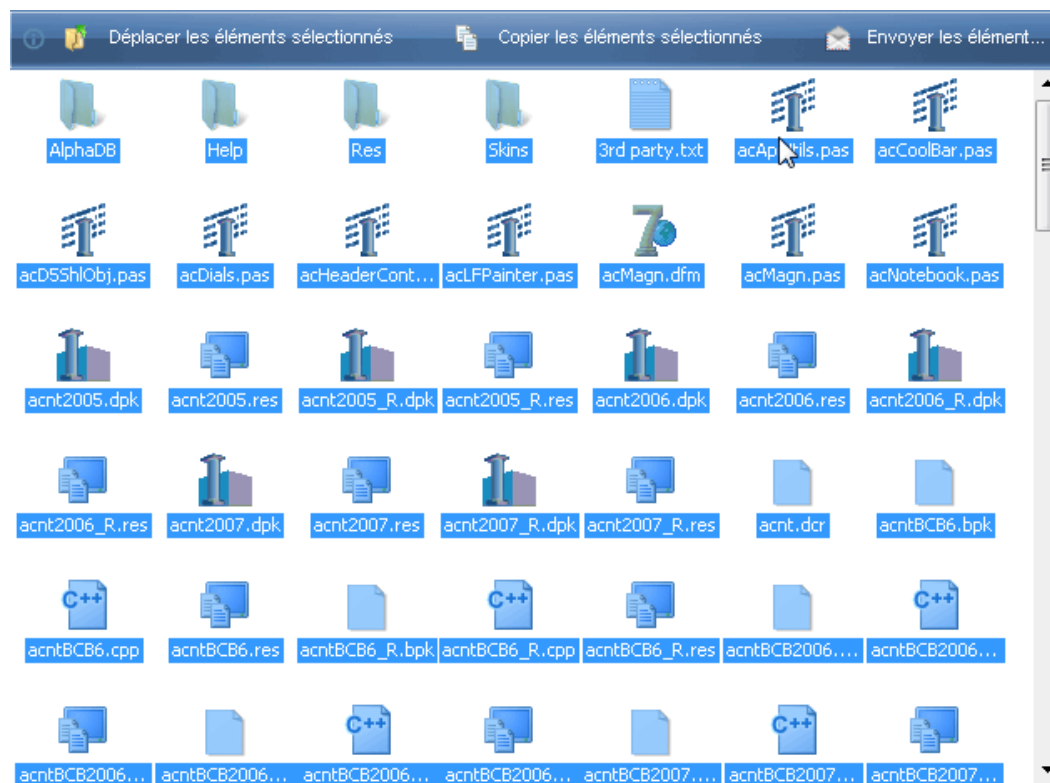 Déplacer les éléments sélectionnés Copier les éléments sélectionnés Envoyer les élément...
AlphaDB Help Res Skins 3rd party.txt acAp tils.pas acCoolBar.pas
acD5ShlObj.pas acDials.pas acHeaderCont... acLFPainter.pas acMagn.dfm acMagn.pas acNotebook.pas
7
acnt2005.dpk acnt2005.res acnt2005_R.dpk acnt2005_R.res acnt2006.dpk acnt2006.res acnt2006_R.dpk
acnt2006_R.res acnt2007.dpk acnt2007.res acnt2007_R.dpk acnt2007_R.res acnt.dcr acntBCB6.bpk
C++ C++ C++
acntBCB6.cpp acntBCB6.res acntBCB6_R.bpk acntBCB6_R.cpp acntBCB6_R.res acntBCB2006.... acntBCB2006...
C++ C++
acntBCB2006... acntBCB2006... acntBCB2006... acntBCB2006... acntBCB2007.... acntBCB2007... acntBCB2007...